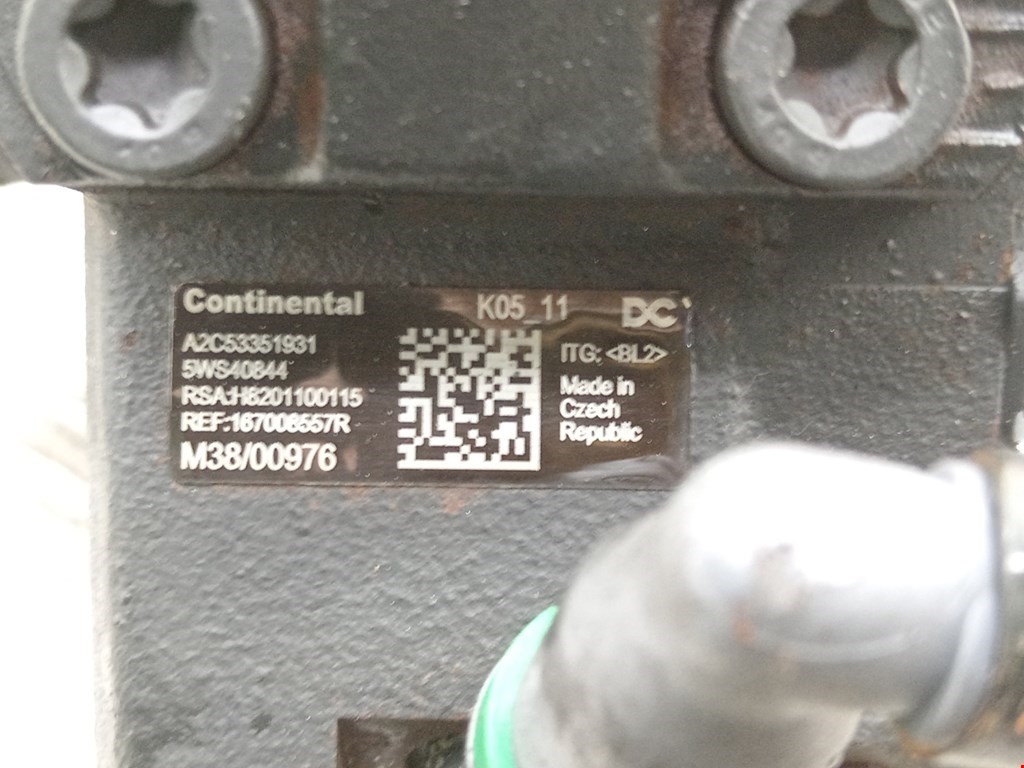 Continental
K05_11
DC
A2C53351931
5WS40844
RSA:H8201100115
REF:167008557R
M38/00976
ITG: <BL2>
Made in
Czech
Republic